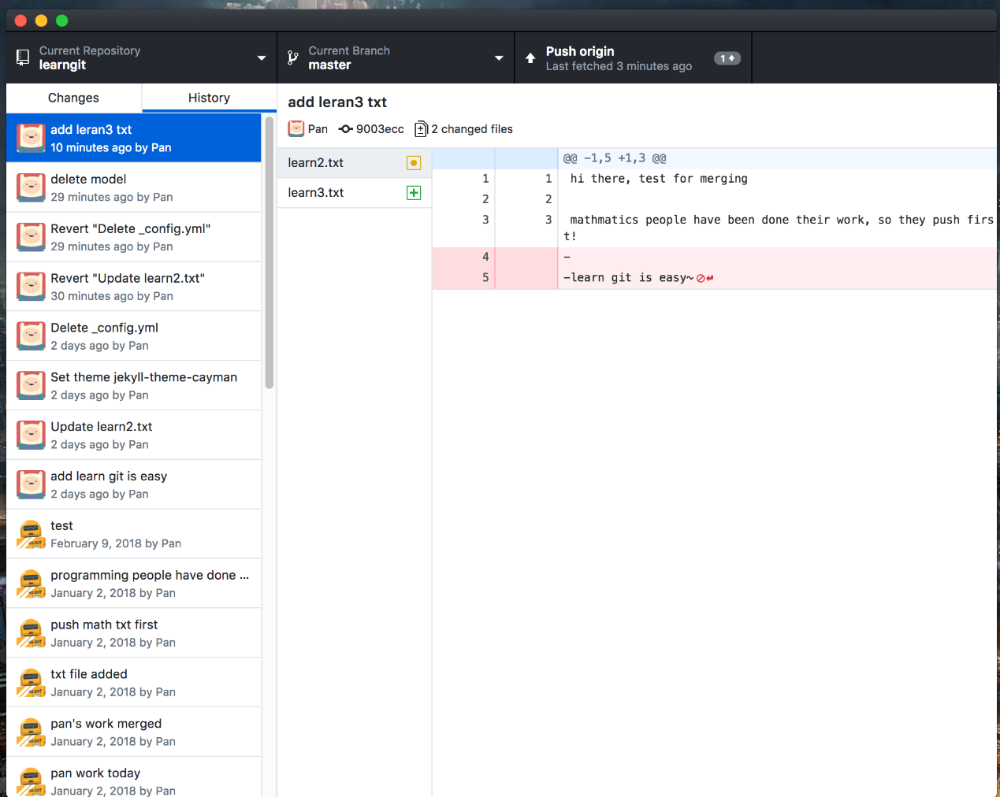 Current Repository
learngit
Current Branch
master
Push origin
Last fetched 3 minutes ago
1
Changes
History
add leran3 txt
10 minutes ago by Pan
delete model
29 minutes ago by Pan
Revert "Delete _config.yml"
29 minutes ago by Pan
Revert "Update learn2.txt"
30 minutes ago by Pan
Delete _config.yml
2 days ago by Pan
Set theme jekyll-theme-cayman
2 days ago by Pan
Update learn2.txt
2 days ago by Pan
add learn git is easy
2 days ago by Pan
test
February 9, 2018 by Pan
programming people have done ...
January 2, 2018 by Pan
push math txt first
January 2, 2018 by Pan
txt file added
January 2, 2018 by Pan
pan's work merged
January 2, 2018 by Pan
pan work today
January 2, 2018 by Pan
add leran3 txt
Pan 9003ecc 2 changed files
learn2.txt
learn3.txt
@@ -1,5 +1,3 @@
1 1 hi there, test for merging
2 2
3 3 mathmatics people have been done their work, so they push firs
t!
4 -
5 -learn git is easy~